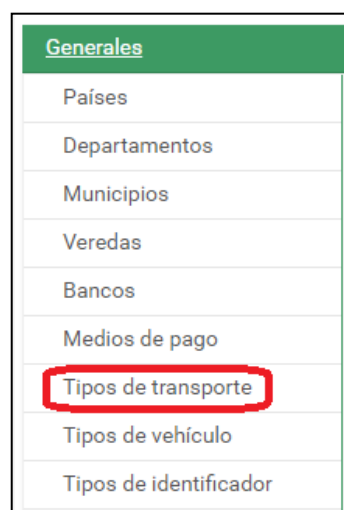 Generales
Países
Departamentos
Municipios
Veredas
Bancos
Medios de pago
Tipos de transporte
Tipos de vehículo
Tipos de identificador